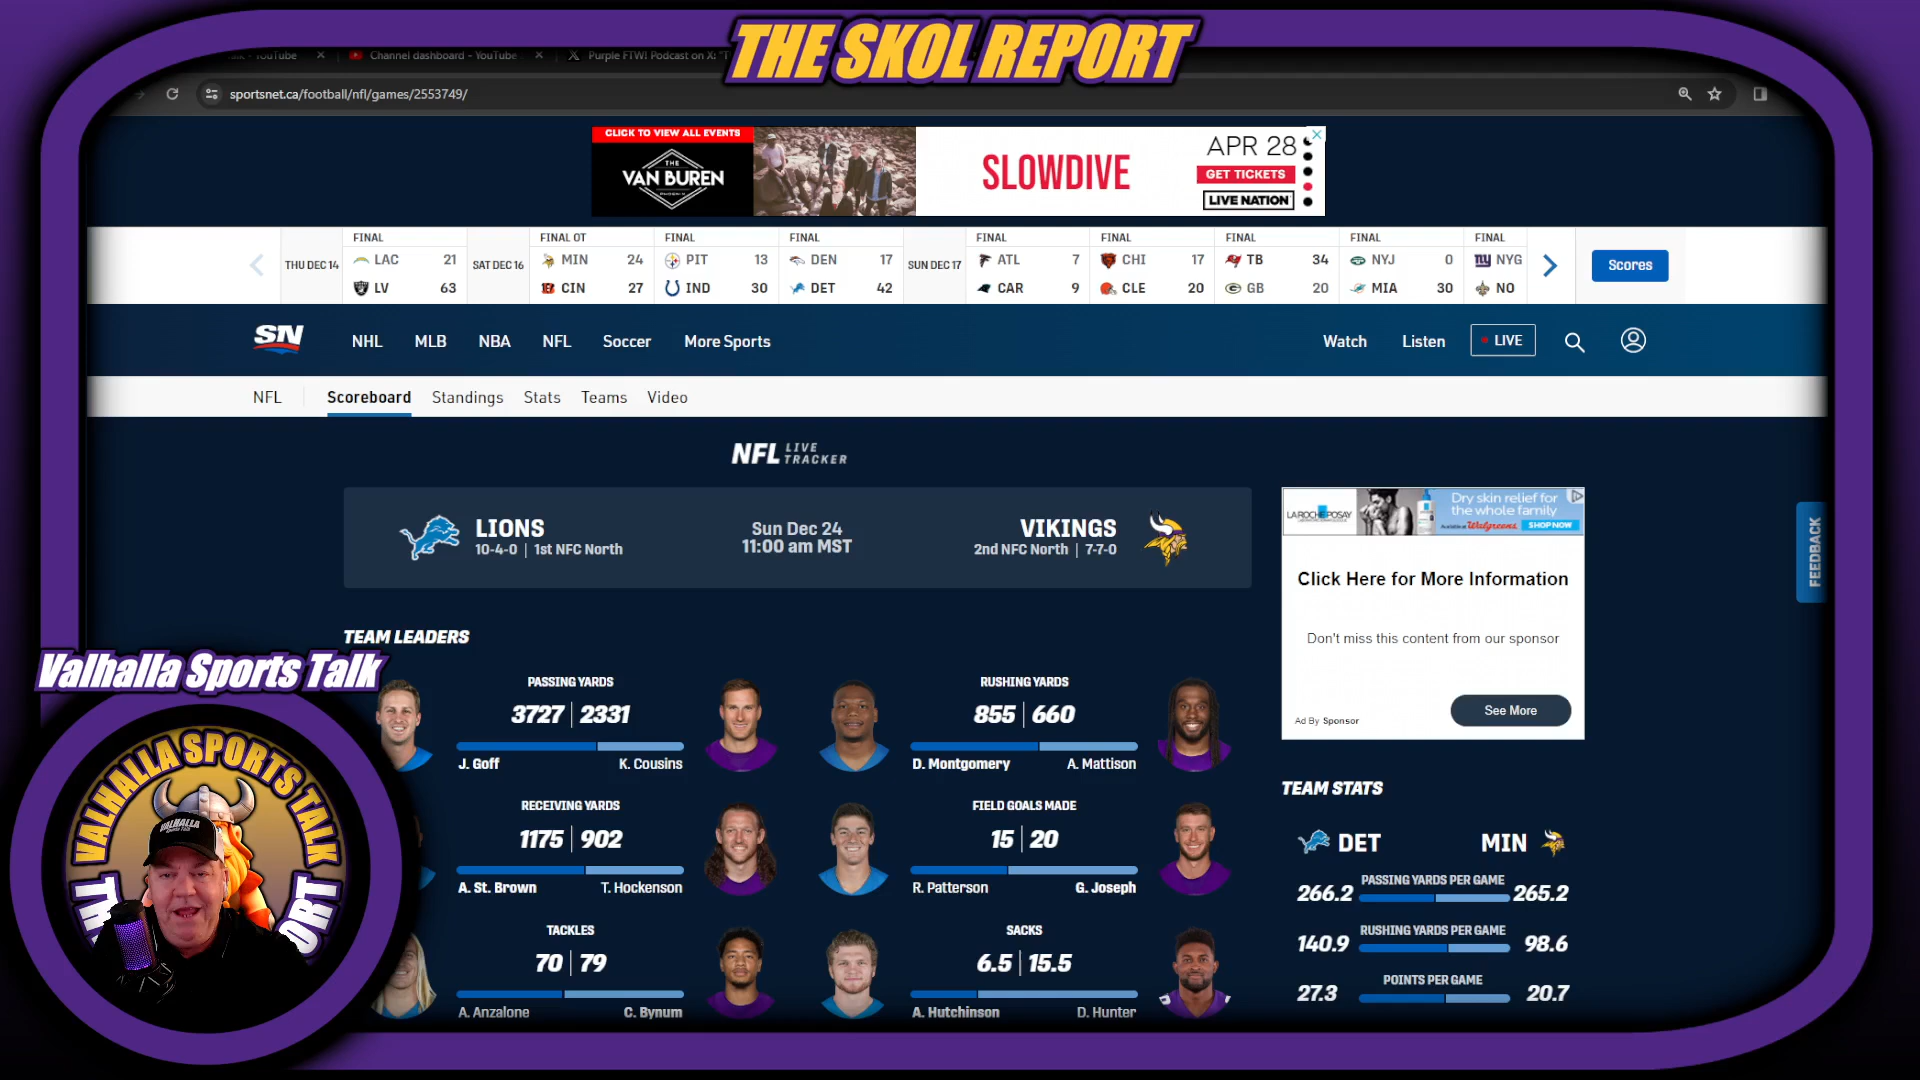 THE SKOL REPORT
- YouTube
Channel dashboard - YouTube
Purple FTW! Podcast on X: "T
sportsnet.ca/football/nfl/games/2553749/
CLICK TO VIEW ALL EVENTS
THE
VAN BUREN
PHOENIX
SLOWDIVE
APR 28
GET TICKETS
LIVE NATION
THU DEC 14
FINAL
LAC 21
LV 63
SAT DEC 16
FINAL OT
MIN 24
CIN 27
FINAL
PIT 13
IND 30
FINAL
DEN 17
DET 42
SUN DEC 17
FINAL
ATL 7
CAR 9
FINAL
CHI 17
CLE 20
FINAL
TB 34
GB 20
FINAL
NYJ 0
MIA 30
FINAL
NYG
NO
Scores
SN
NHL MLB NBA NFL Soccer More Sports
Watch Listen LIVE
NFL Scoreboard Standings Stats Teams Video
NFL LIVE TRACKER
LIONS
10-4-0 | 1st NFC North
Sun Dec 24
11:00 am MST
VIKINGS
2nd NFC North | 7-7-0
TEAM LEADERS
PASSING YARDS
3727 | 2331
J. Goff K. Cousins
RUSHING YARDS
855 | 660
D. Montgomery A. Mattison
RECEIVING YARDS
1175 | 902
A. St. Brown T. Hockenson
FIELD GOALS MADE
15 | 20
R. Patterson G. Joseph
TACKLES
70 | 79
A. Anzalone C. Bynum
SACKS
6.5 | 15.5
A. Hutchinson D. Hunter
LA ROCHE POSAY
Dry skin relief for
the whole family
Available at Walgreens SHOP NOW
Click Here for More Information
Don't miss this content from our sponsor
Ad By Sponsor
See More
FEEDBACK
TEAM STATS
DET MIN
PASSING YARDS PER GAME
266.2 265.2
RUSHING YARDS PER GAME
140.9 98.6
POINTS PER GAME
27.3 20.7
Valhalla Sports Talk
VALHALLA SPORTS TALK
VALHALLA